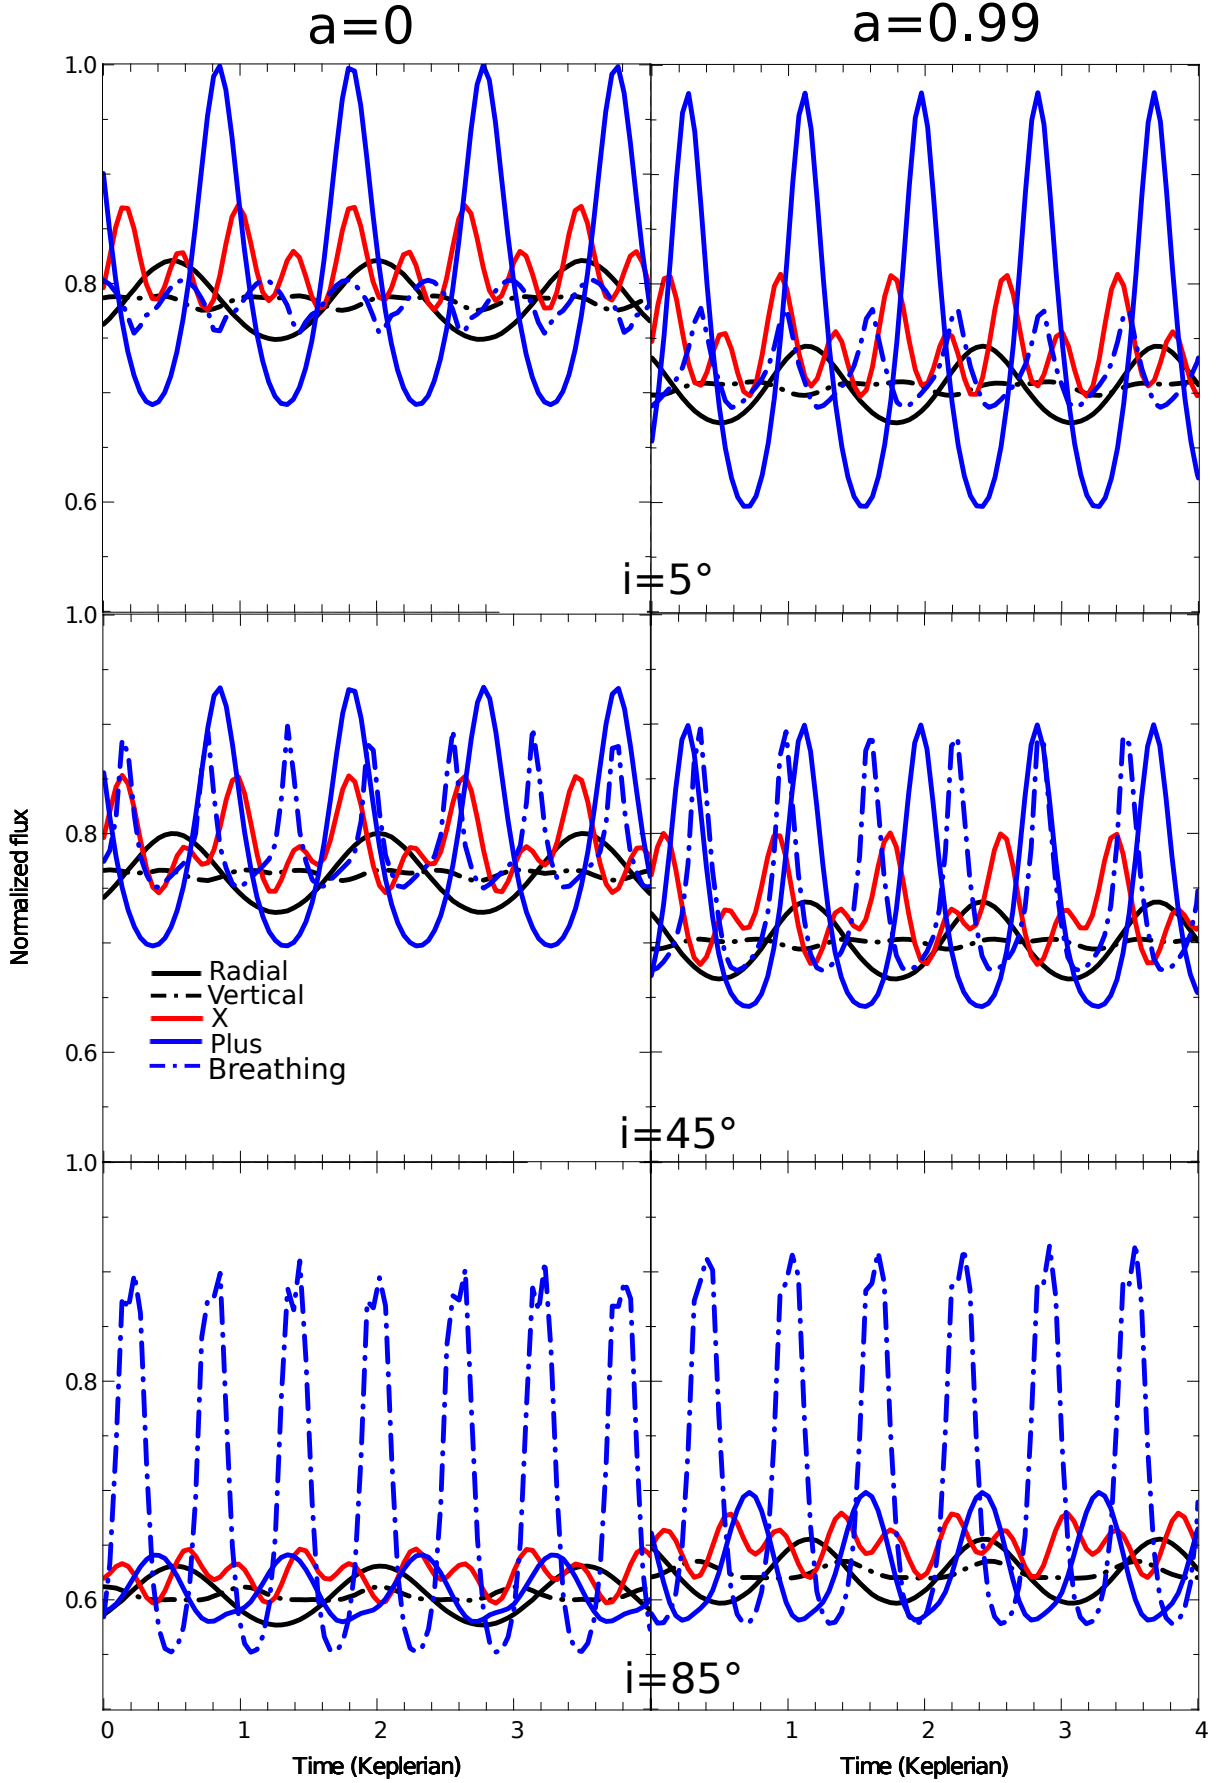 a=0 a=0.99
1.0
0.8
0.6
i=5°
1.0
0.8
Normalized flux
Radial
Vertical
X
Plus
Breathing
0.6
i=45°
1.0
0.8
0.6
i=85°
0 1 2 3 1 2 3 4
Time (Keplerian) Time (Keplerian)